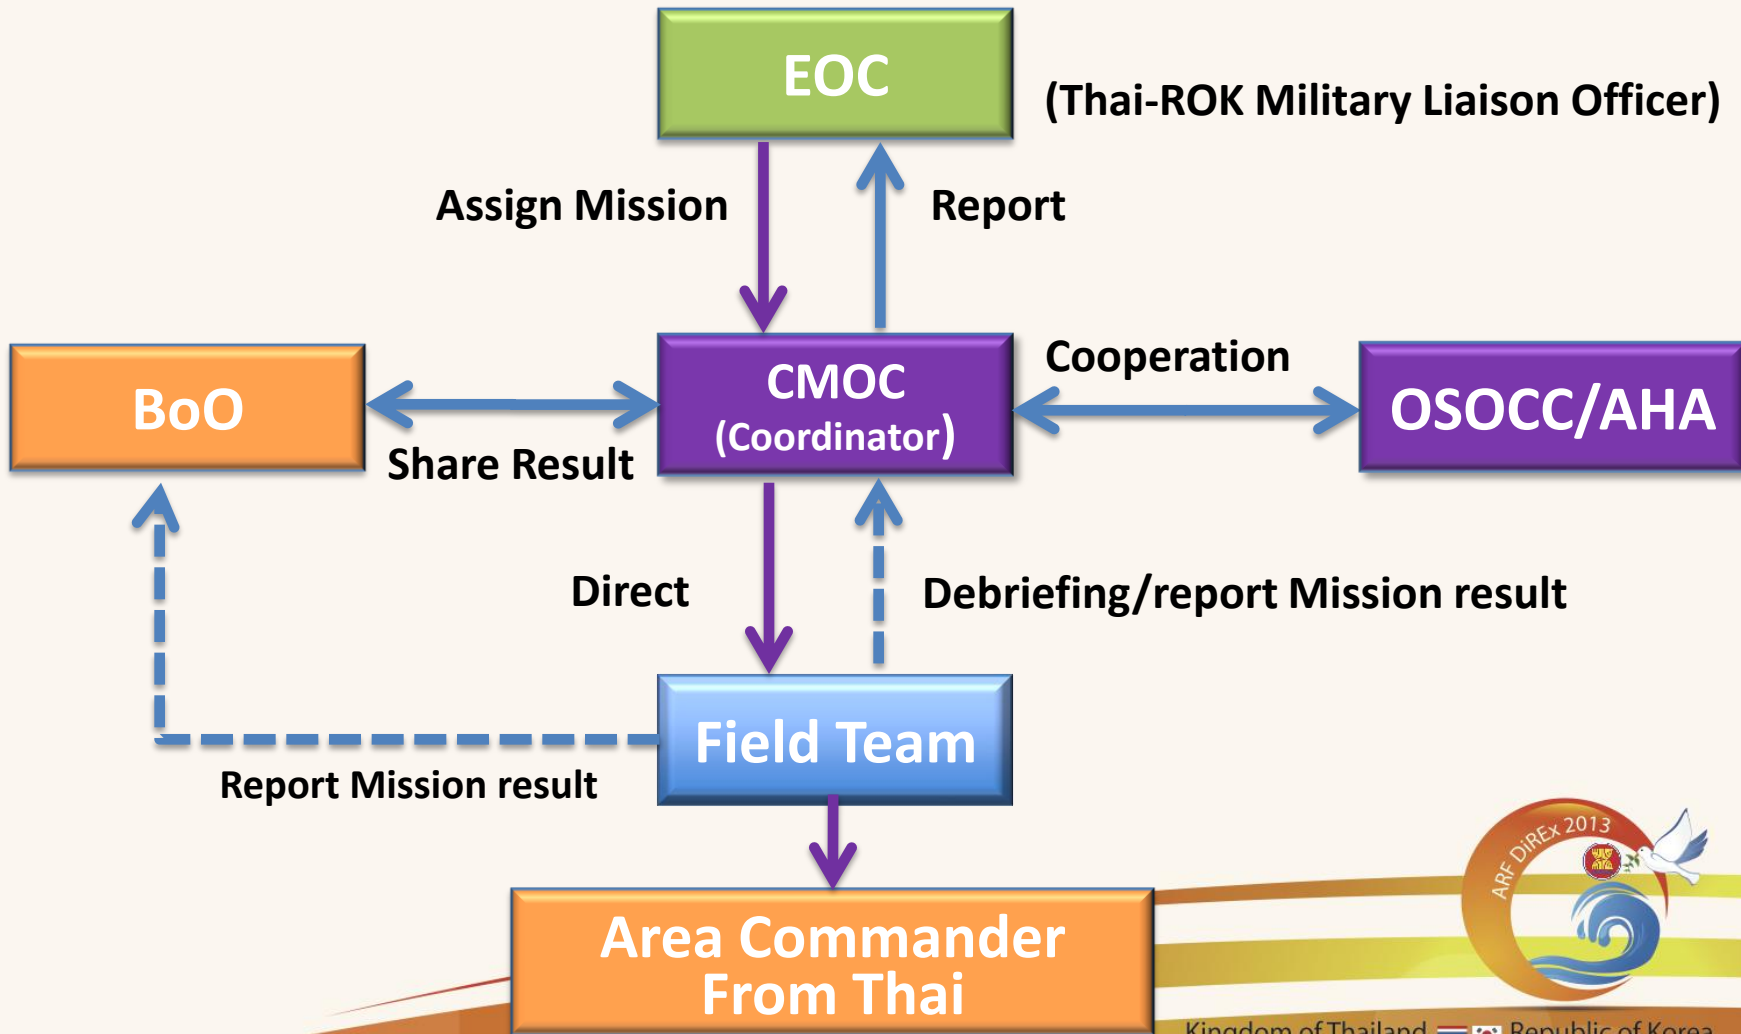 EOC
(Thai-ROK Military Liaison Officer)
Assign Mission
Report
BoO
Share Result
CMOC
(Coordinator)
Cooperation
OSOCC/AHA
Direct
Debriefing/report Mission result
Field Team
Report Mission result
Area Commander
From Thai
ARF DiREx 2013
Kingdom of Thailand Republic of Korea